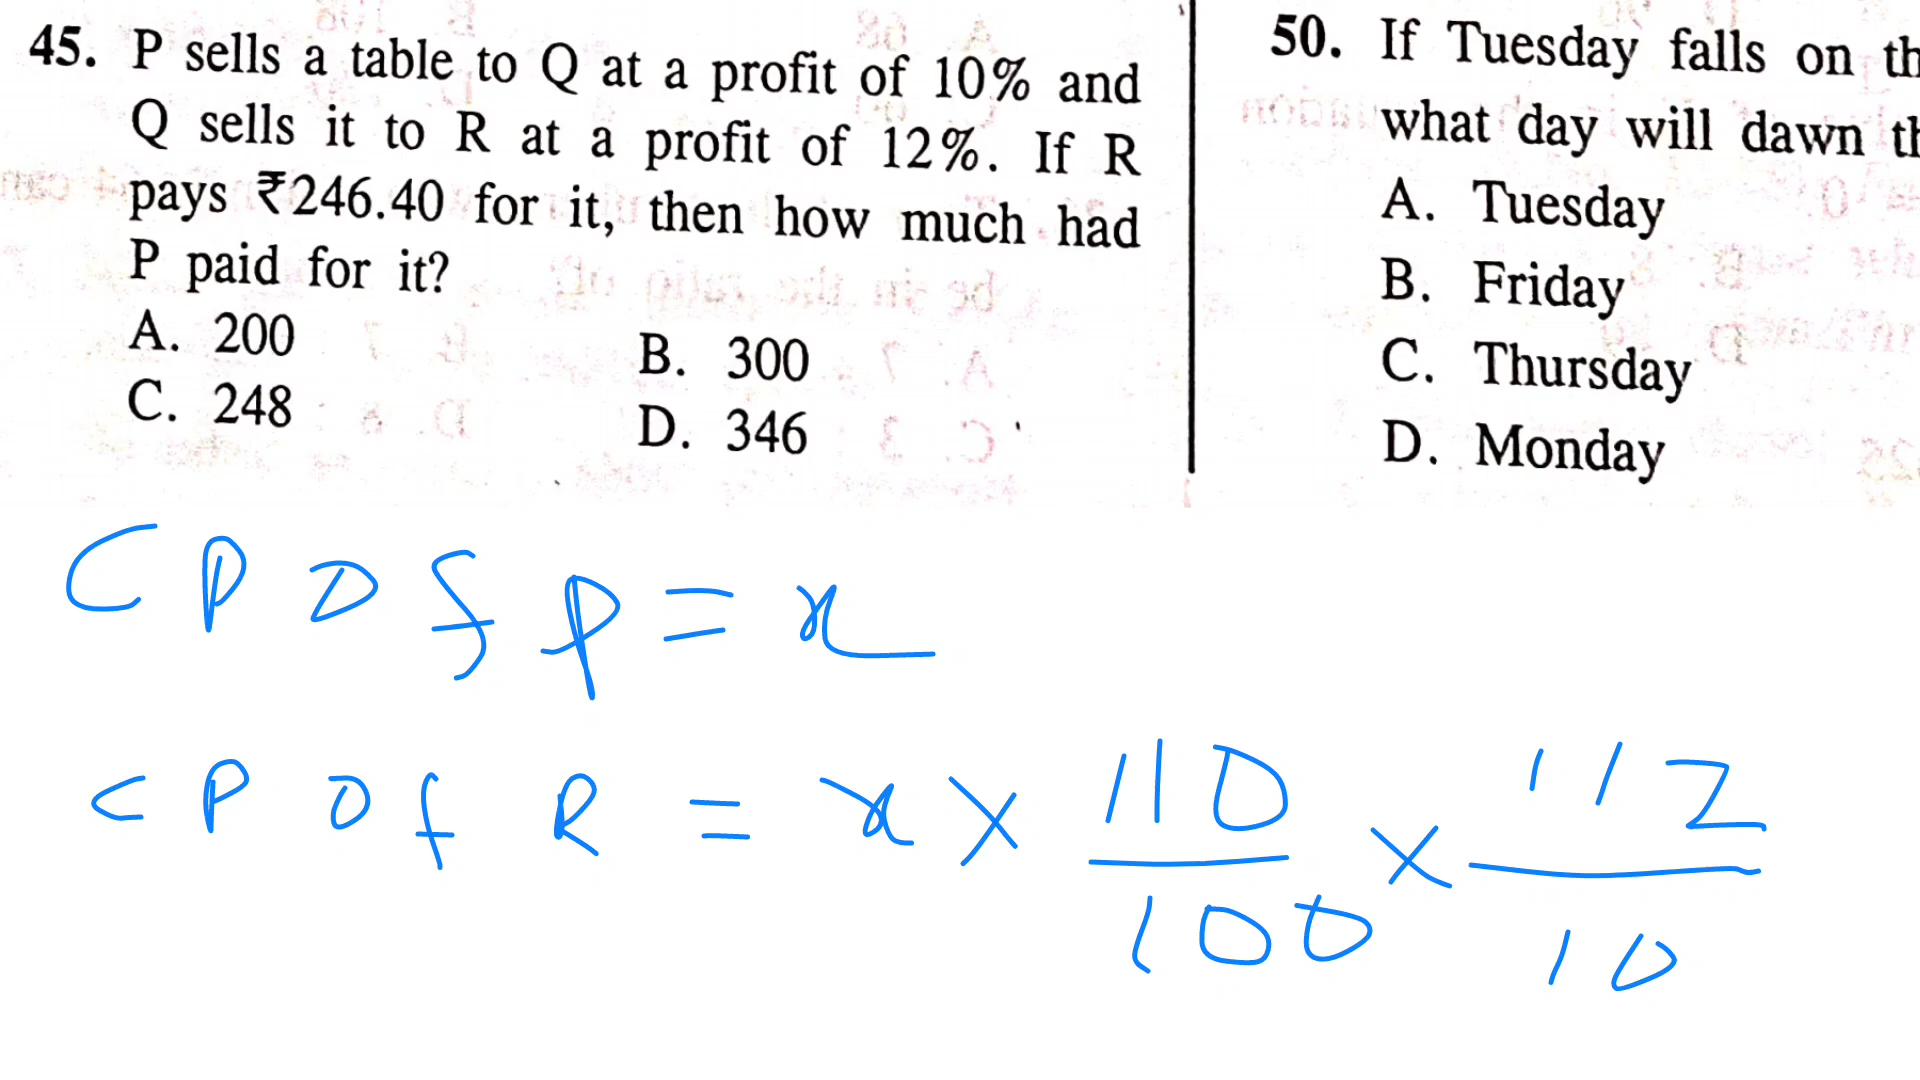 45. P sells a table to Q at a profit of 10% and
Q sells it to R at a profit of 12%. If R
pays ₹246.40 for it, then how much had
P paid for it?
A. 200
B. 300
C. 248
D. 346
50. If Tuesday falls on th
what day will dawn th
A. Tuesday
B. Friday
C. Thursday
D. Monday
CP Of P = x
CP Of R = x × 110/100 × 112/10